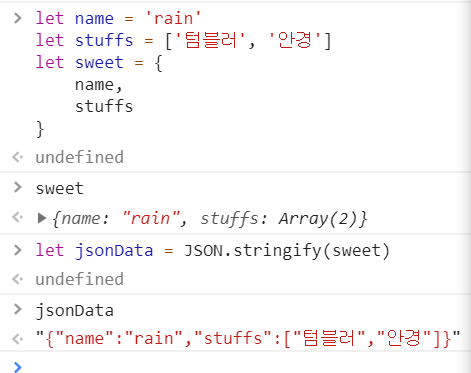 let name = 'rain'
let stuffs = ['텀블러', '안경']
let sweet = {
    name,
    stuffs
}
undefined
sweet
{name: "rain", stuffs: Array(2)}
let jsonData = JSON.stringify(sweet)
undefined
jsonData
"{"name":"rain","stuffs":["텀블러","안경"]}"